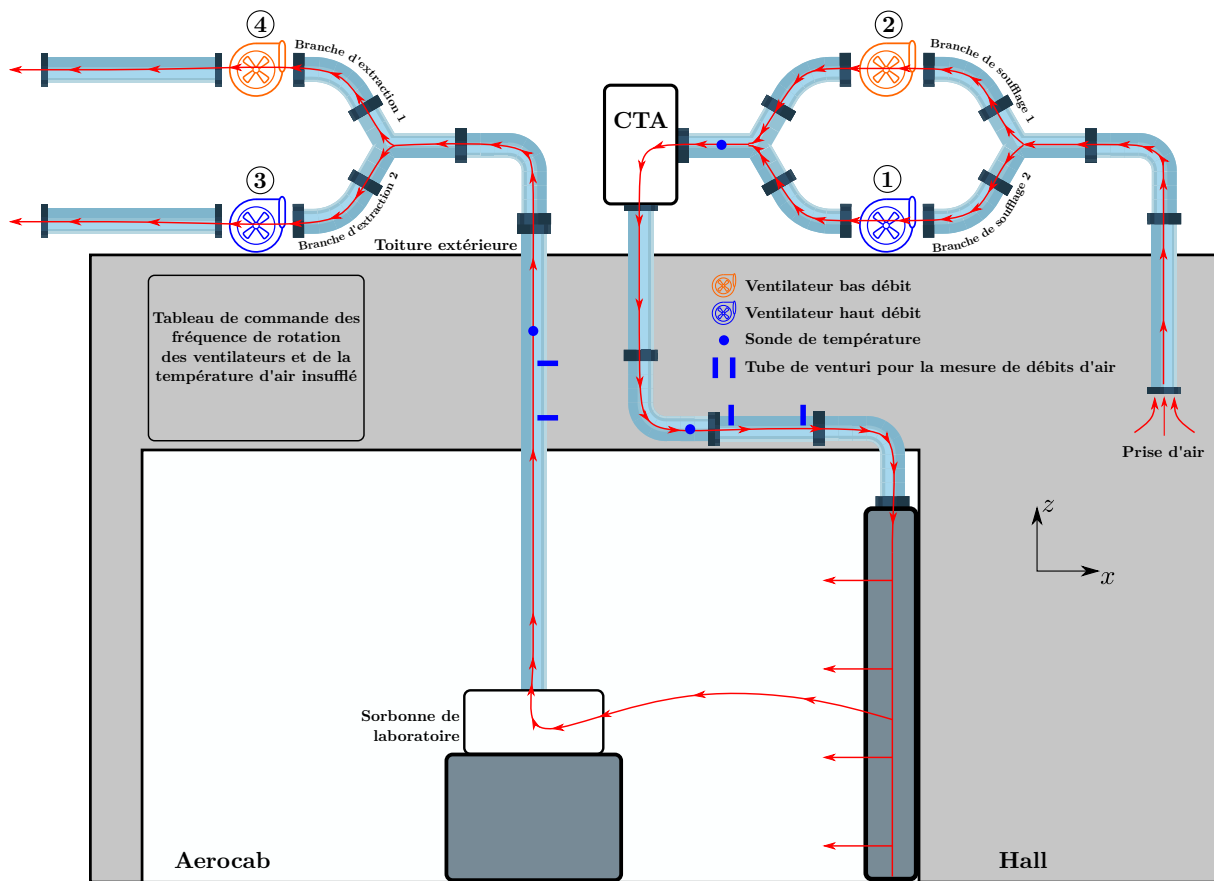 4
2
Branche d'extraction 1
Branche de soufflage 1
CTA
3
1
Branche d'extraction 2
Branche de soufflage 2
Toiture extérieure
Tableau de commande des
fréquence de rotation
des ventilateurs et de la
température d'air insufflé
Ventilateur bas débit
Ventilateur haut débit
Sonde de température
Tube de venturi pour la mesure de débits d'air
Prise d'air
z
x
Sorbonne de
laboratoire
Aerocab
Hall